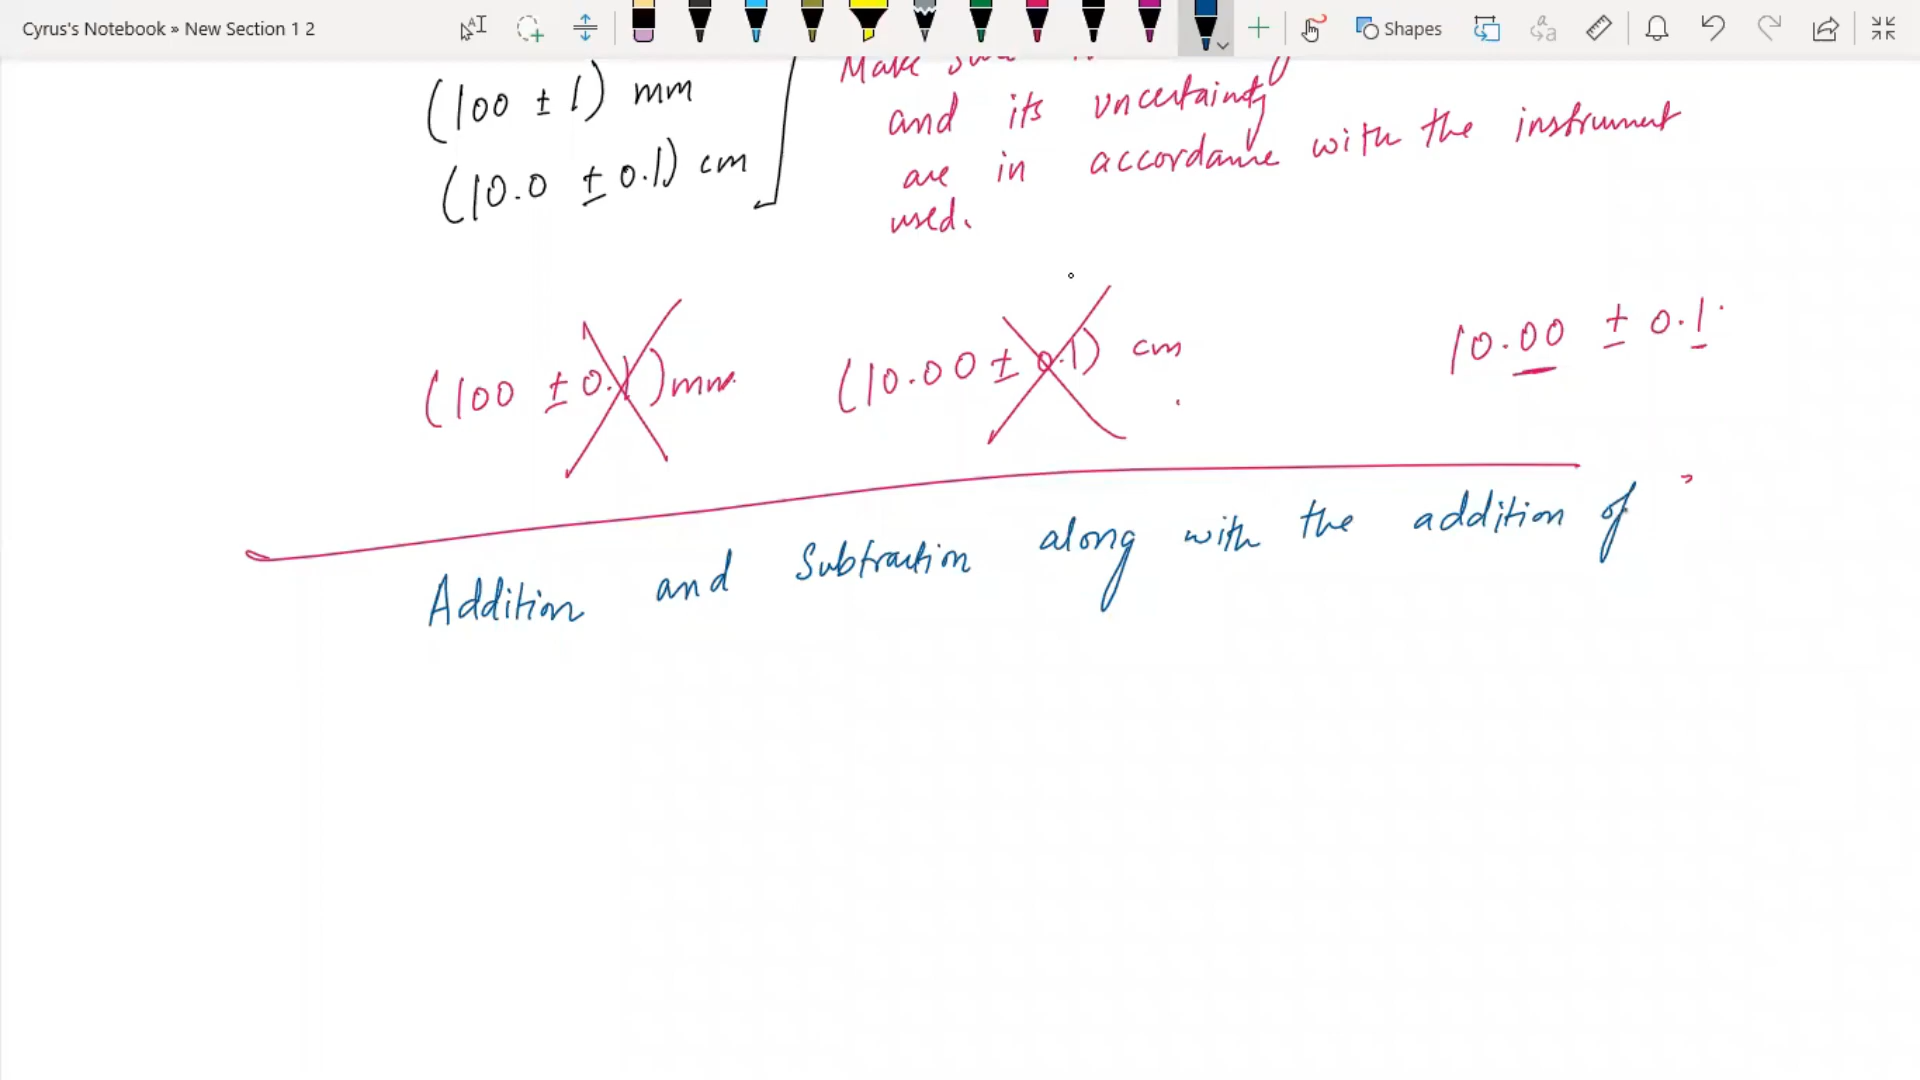 Cyrus's Notebook » New Section 1 2
Shapes
(100 ± 1) mm
(10.0 ± 0.1) cm
Make
and its uncertainty
are in accordance with the instrument
used.
(100 ± 0.1) mm.
(10.00 ± 0.1) cm
10.00 ± 0.1
Addition and Subtraction along with the addition of